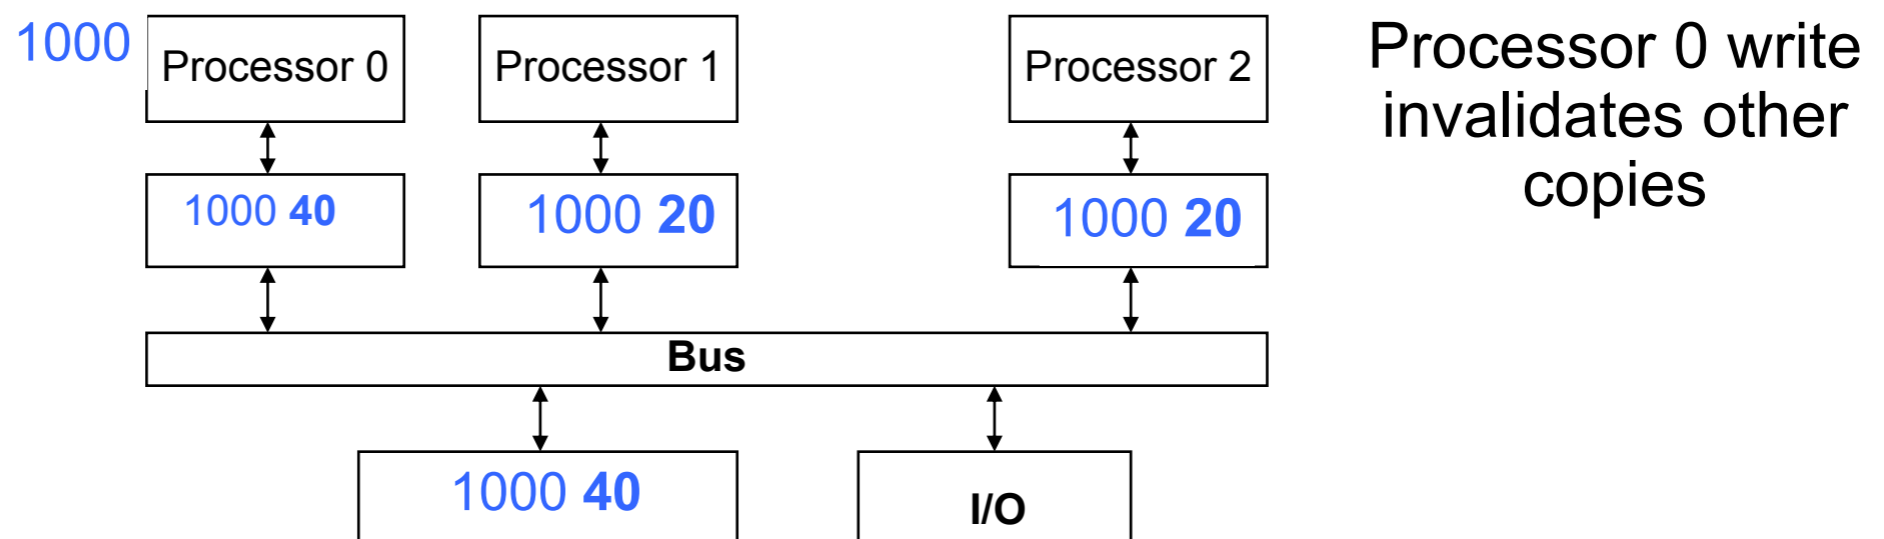 1000
Processor 0
Processor 1
Processor 2
Processor 0 write
invalidates other
copies
1000 40
1000 20
1000 20
Bus
1000 40
I/O